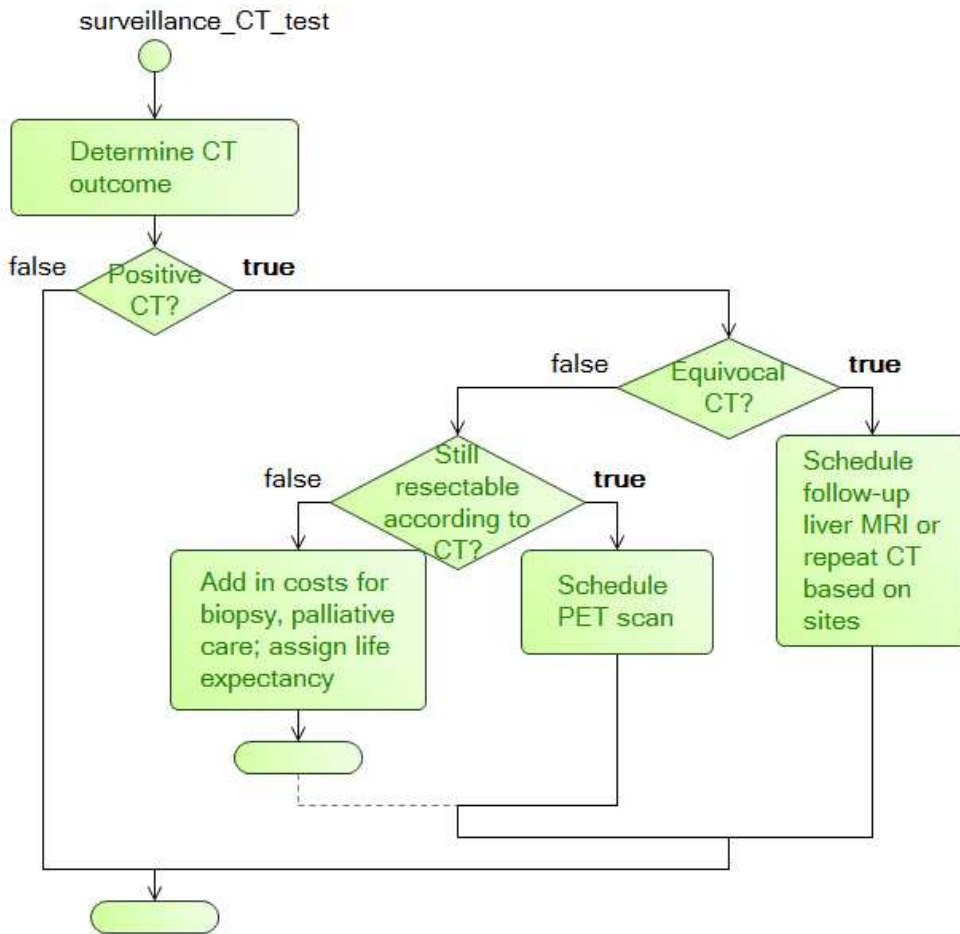 surveillance_CT_test
Determine CT
outcome
false
Positive
CT?
true
false
Equivocal
CT?
true
false
Still
resectable
according to
CT?
true
Schedule
follow-up
liver MRI or
repeat CT
based on
sites
Add in costs for
biopsy, palliative
care; assign life
expectancy
Schedule
PET scan